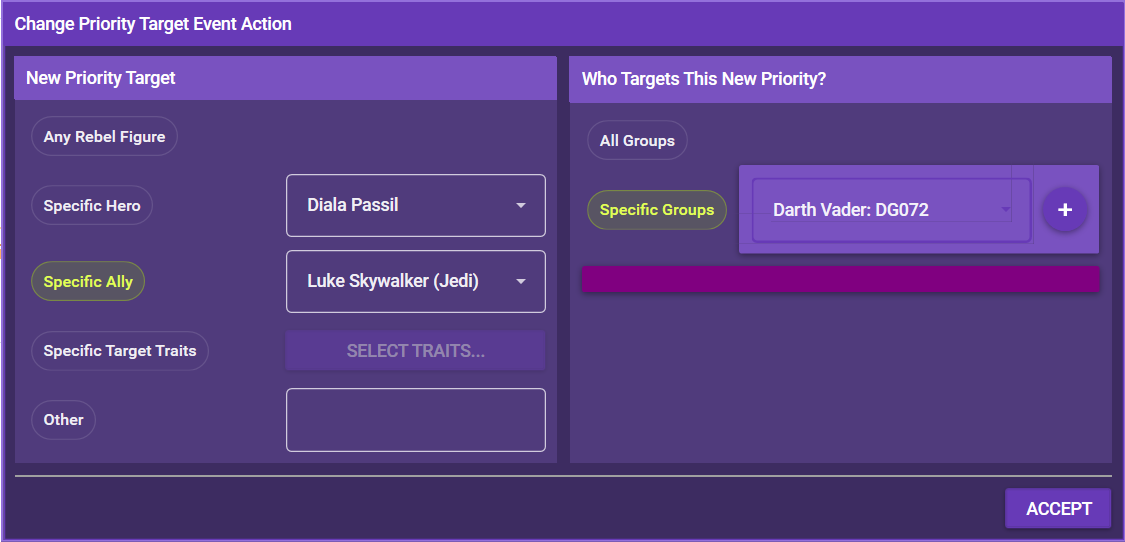 Change Priority Target Event Action
New Priority Target
Any Rebel Figure
Specific Hero
Diala Passil
Specific Ally
Luke Skywalker (Jedi)
Specific Target Traits
SELECT TRAITS...
Other
Who Targets This New Priority?
All Groups
Specific Groups
Darth Vader: DG072
+
ACCEPT